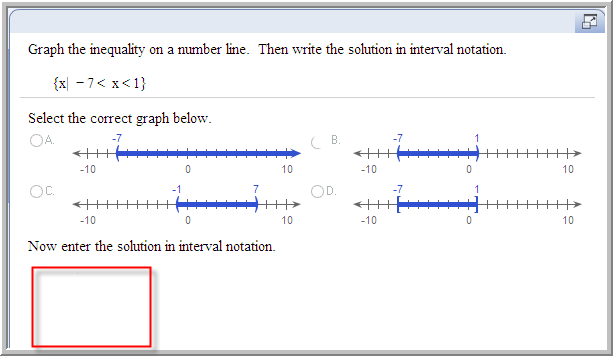 Graph the inequality on a number line. Then write the solution in interval notation.
{x| − 7 < x < 1}
Select the correct graph below.
A.
-7
-10 0 10
B.
-7 1
-10 0 10
C.
-1 7
-10 0 10
D.
-7 1
-10 0 10
Now enter the solution in interval notation.